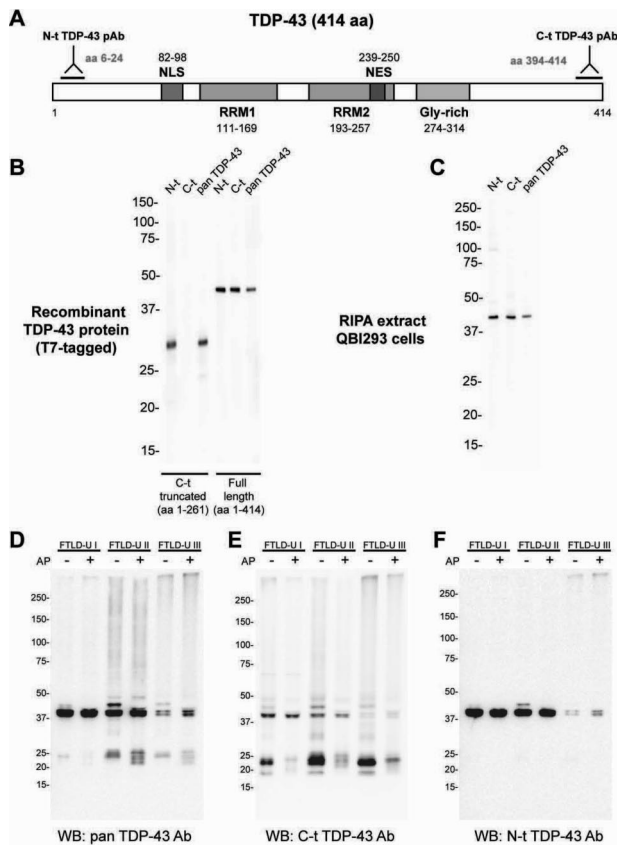 A
TDP-43 (414 aa)
N-t TDP-43 pAb
C-t TDP-43 pAb
aa 6-24
82-98
NLS
239-250
NES
aa 394-414
1
RRM1
111-169
RRM2
193-257
Gly-rich
274-314
414
B
N-t
C-t
pan TDP-43
N-t
C-t
pan TDP-43
150-
100-
75-
50-
37-
25-
20-
15-
Recombinant
TDP-43 protein
(T7-tagged)
C-t
truncated
(aa 1-261)
Full
length
(aa 1-414)
C
N-t
C-t
pan TDP-43
250-
150-
100-
75-
50-
37-
25-
20-
15-
RIPA extract
QBI293 cells
D
FTLD-U I
FTLD-U II
FTLD-U III
AP
- + - + - +
250-
150-
100-
75-
50-
37-
25-
20-
15-
WB: pan TDP-43 Ab
E
FTLD-U I
FTLD-U II
FTLD-U III
AP
- + - + - +
250-
150-
100-
75-
50-
37-
25-
20-
15-
WB: C-t TDP-43 Ab
F
FTLD-U I
FTLD-U II
FTLD-U III
AP
- + - + - +
250-
150-
100-
75-
50-
37-
25-
20-
15-
WB: N-t TDP-43 Ab